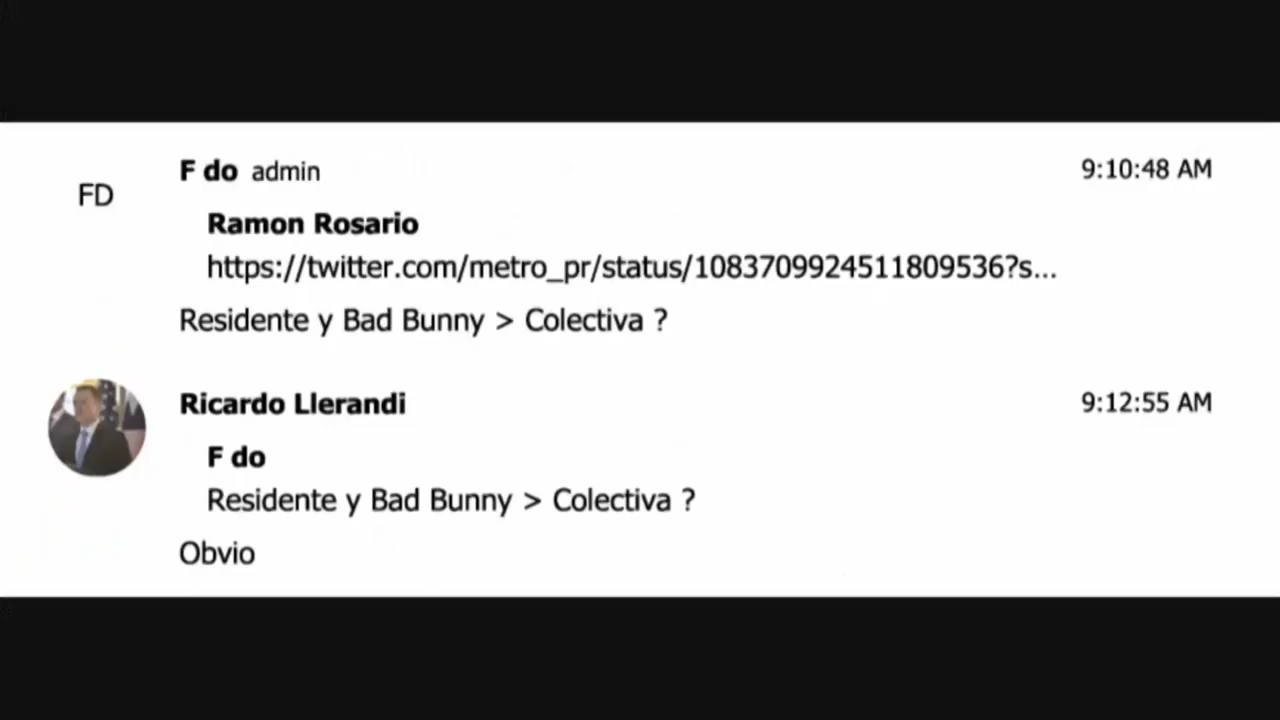 F do admin 9:10:48 AM
FD
Ramon Rosario
https://twitter.com/metro_pr/status/1083709924511809536?s...
Residente y Bad Bunny > Colectiva ?
Ricardo Llerandi 9:12:55 AM
F do
Residente y Bad Bunny > Colectiva ?
Obvio